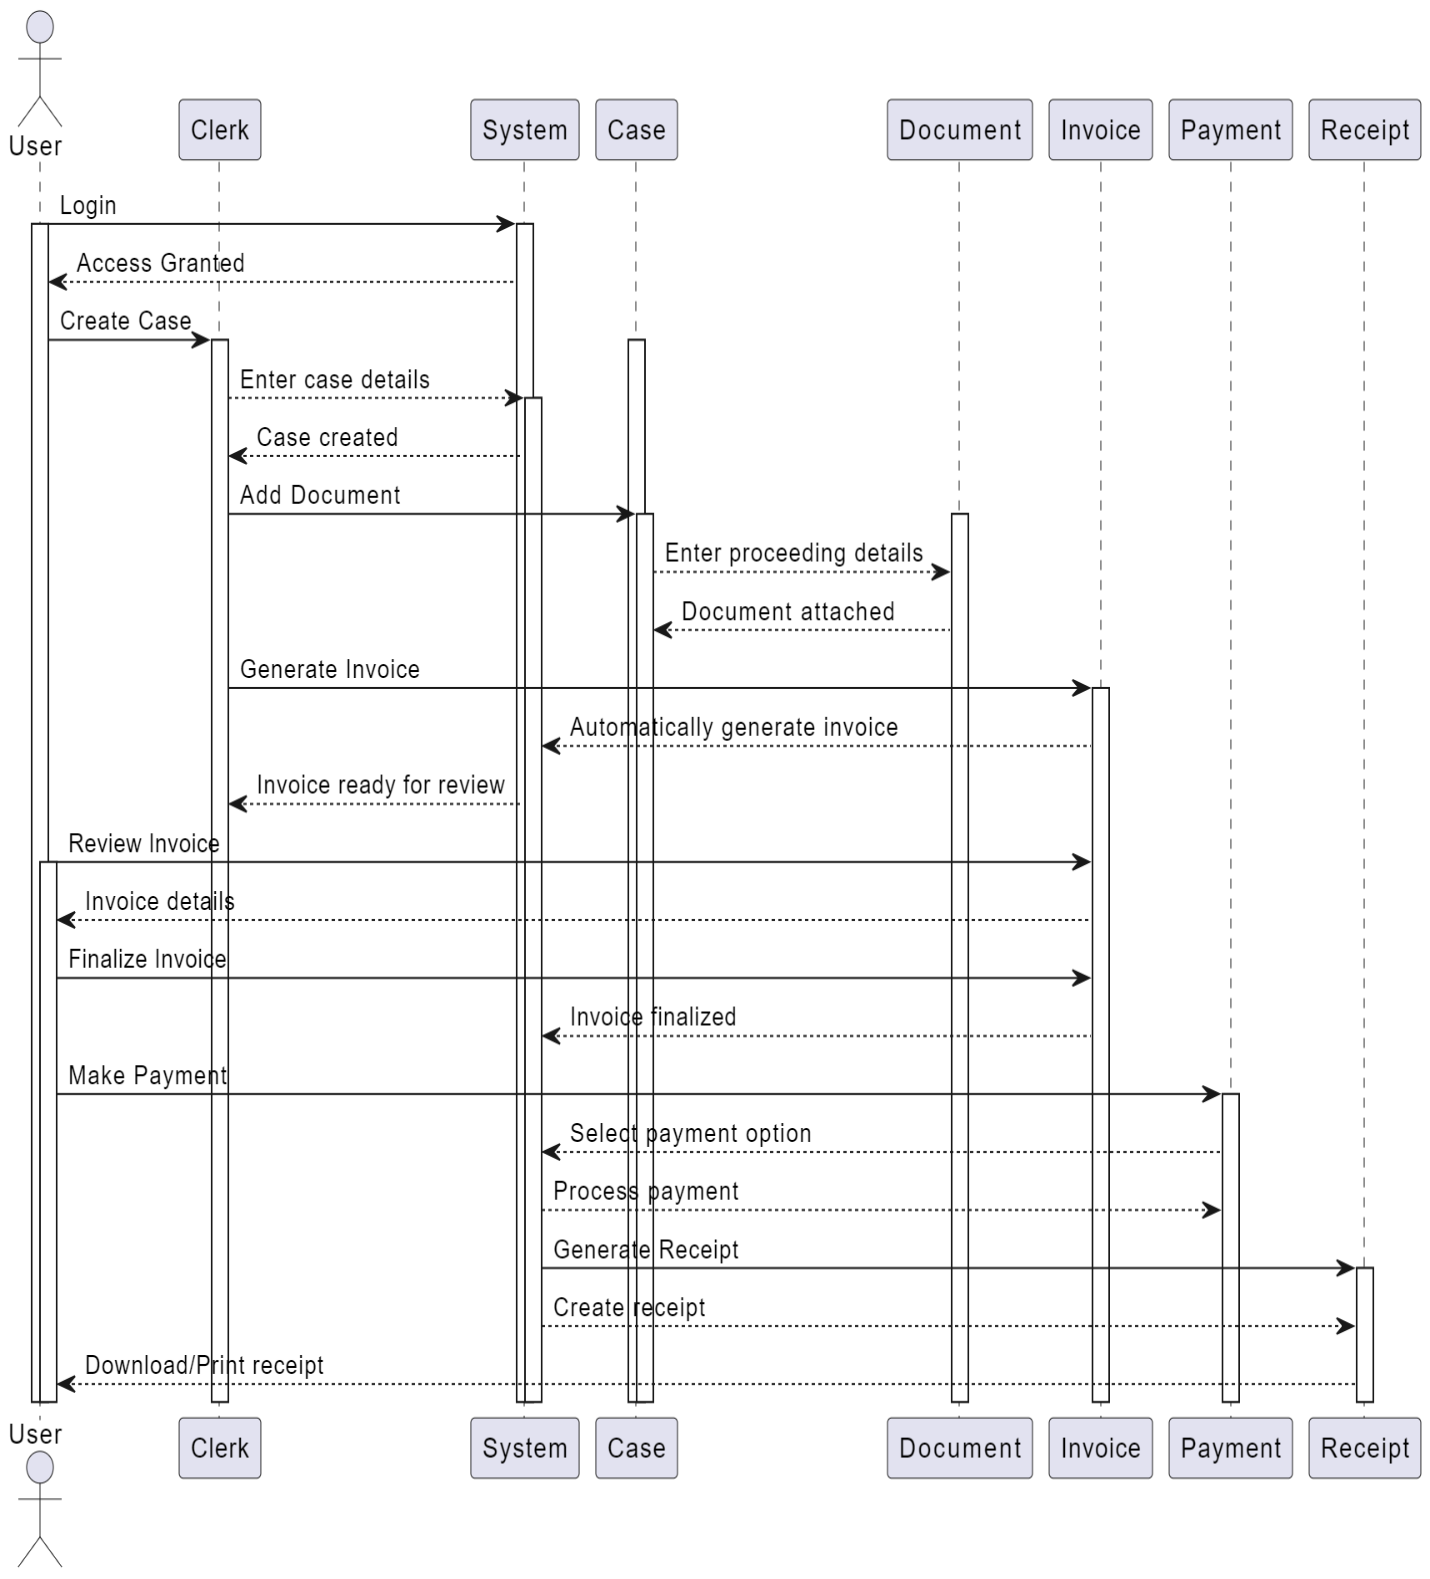 User
Clerk
System
Case
Document
Invoice
Payment
Receipt
Login
Access Granted
Create Case
Enter case details
Case created
Add Document
Enter proceeding details
Document attached
Generate Invoice
Automatically generate invoice
Invoice ready for review
Review Invoice
Invoice details
Finalize Invoice
Invoice finalized
Make Payment
Select payment option
Process payment
Generate Receipt
Create receipt
Download/Print receipt
User
Clerk
System
Case
Document
Invoice
Payment
Receipt